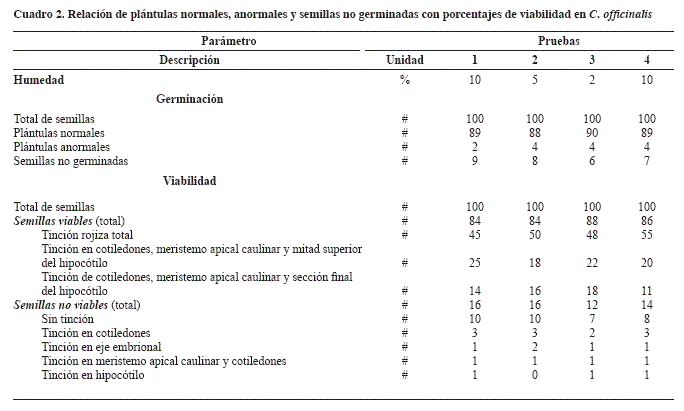 Cuadro 2. Relación de plántulas normales, anormales y semillas no germinadas con porcentajes de viabilidad en C. officinalis
Parámetro Pruebas
Descripción Unidad 1 2 3 4
Humedad % 10 5 2 10
Germinación
Total de semillas # 100 100 100 100
Plántulas normales # 89 88 90 89
Plántulas anormales # 2 4 4 4
Semillas no germinadas # 9 8 6 7
Viabilidad
Total de semillas # 100 100 100 100
Semillas viables (total) # 84 84 88 86
Tinción rojiza total # 45 50 48 55
Tinción en cotiledones, meristemo apical caulinar y mitad superior
del hipocótilo # 25 18 22 20
Tinción de cotiledones, meristemo apical caulinar y sección final
del hipocótilo # 14 16 18 11
Semillas no viables (total) # 16 16 12 14
Sin tinción # 10 10 7 8
Tinción en cotiledones # 3 3 2 3
Tinción en eje embrional # 1 2 1 1
Tinción en meristemo apical caulinar y cotiledones # 1 1 1 1
Tinción en hipocótilo # 1 0 1 1